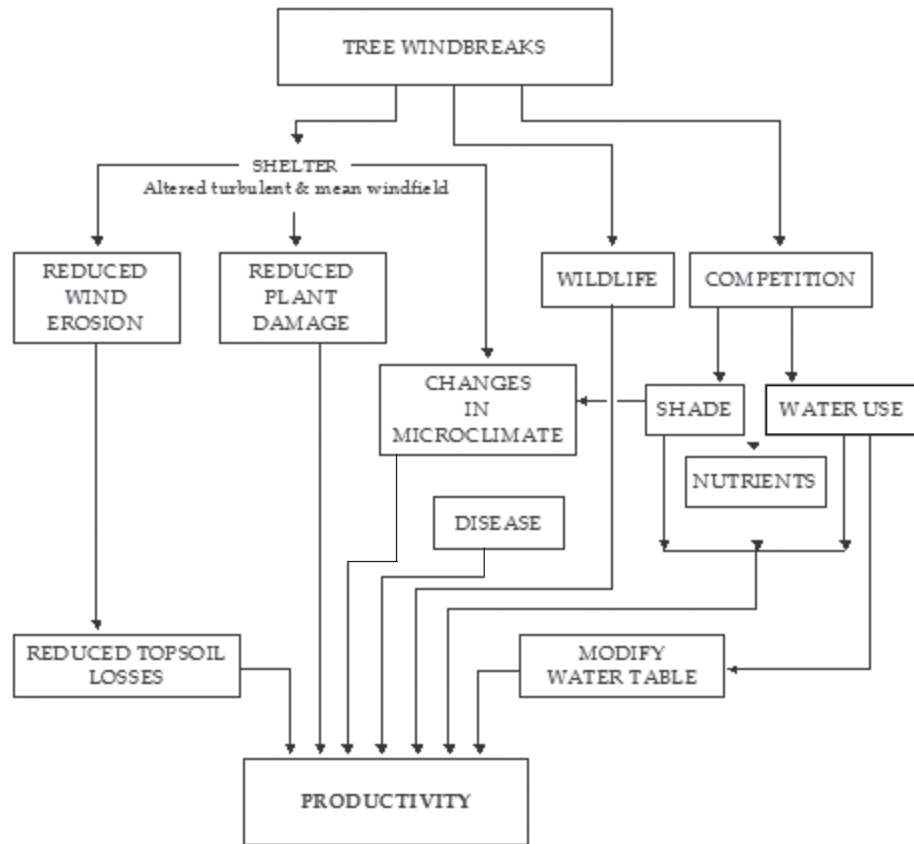 TREE WINDBREAKS
SHELTER
Altered turbulent & mean windfield
REDUCED
WIND
EROSION
REDUCED
PLANT
DAMAGE
WILDLIFE
COMPETITION
CHANGES
IN
MICROCLIMATE
SHADE
WATER USE
NUTRIENTS
DISEASE
REDUCED TOPSOIL
LOSSES
MODIFY
WATER TABLE
PRODUCTIVITY